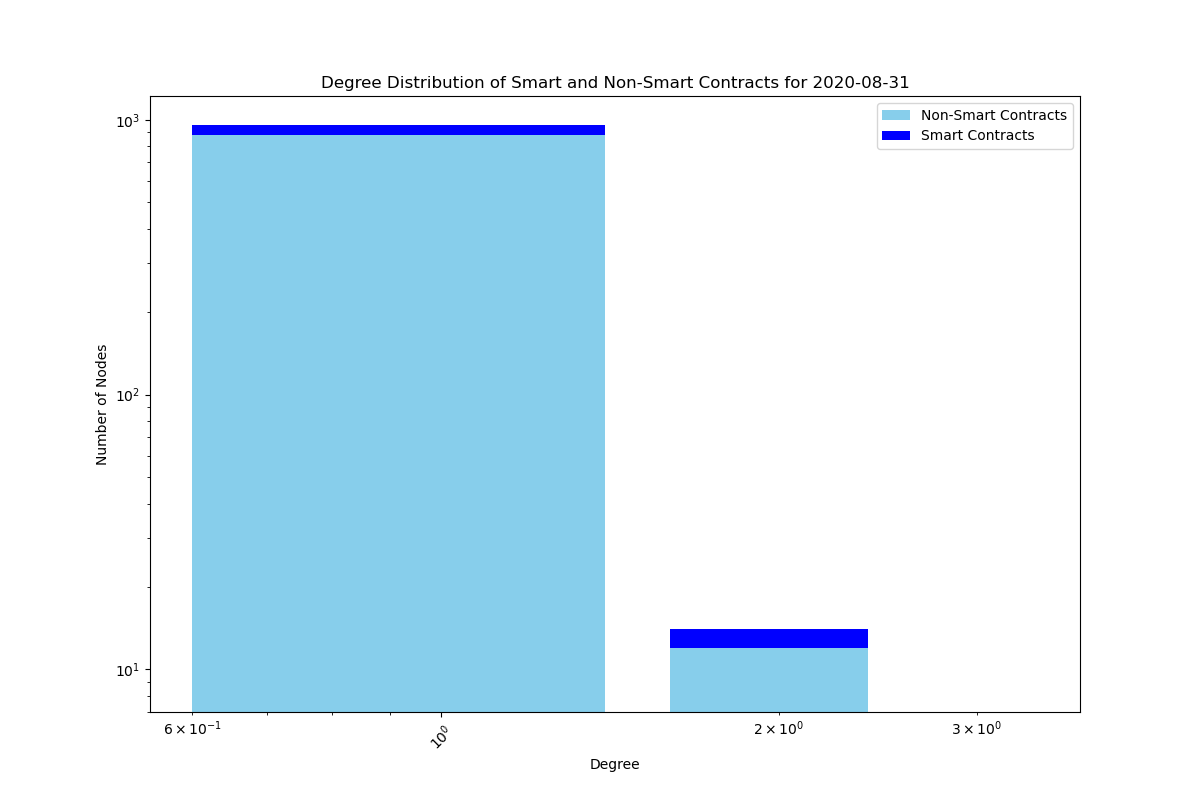 Degree Distribution of Smart and Non-Smart Contracts for 2020-08-31
Non-Smart Contracts
Smart Contracts
Number of Nodes
10³
10²
10¹
6 × 10⁻¹
10⁰
2 × 10⁰
3 × 10⁰
Degree